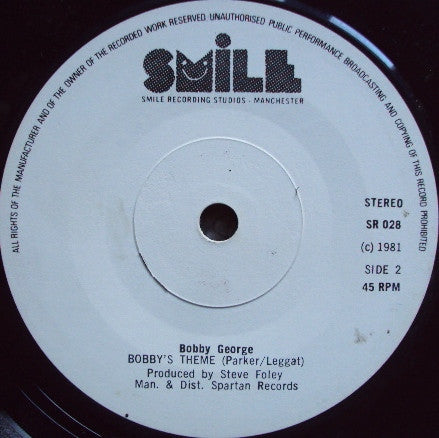 ALL RIGHTS OF THE MANUFACTURER AND OF THE OWNER OF THE RECORDED WORK RESERVED. UNAUTHORISED PUBLIC PERFORMANCE BROADCASTING AND COPYING OF THIS RECORD PROHIBITED
SMILE
SMILE RECORDING STUDIOS - MANCHESTER
STEREO
SR 028
(c) 1981
SIDE 2
45 RPM
Bobby George
BOBBY'S THEME (Parker/Leggat)
Produced by Steve Foley
Man. & Dist. Spartan Records